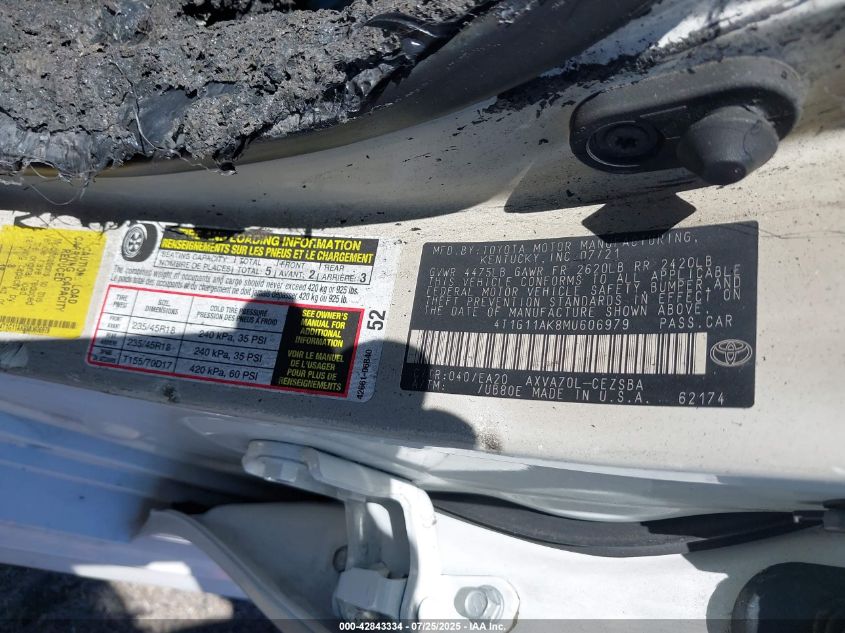 TIRE AND LOADING INFORMATION
RENSEIGNEMENTS SUR LES PNEUS ET LE CHARGEMENT
SEATING CAPACITY TOTAL FRONT REAR
NOMBRE DE PLACES: TOTAL 5 AVANT: 2 ARRIÈRE: 3
The combined weight of occupants and cargo should never exceed 420 kg or 925 lbs.
Le poids total des occupants et du chargement ne doit jamais dépasser 420 kg ou 925 lb.
SIZE, DIMENSIONS
COLD TIRE PRESSURE
PRESSION DES PNEUS À FROID
235/45R18 240 kPa, 35 PSI
235/45R18 240 kPa, 35 PSI
T155/70D17 420 kPa, 60 PSI
SEE OWNER'S
MANUAL FOR
ADDITIONAL
INFORMATION
VOIR LE MANUEL
DE L'USAGER
POUR PLUS DE
RENSEIGNEMENTS
52
42661-06840
MFD.BY:TOYOTA MOTOR MANUFACTURING,
KENTUCKY, INC. 07/21
GVWR 4475LB GAWR FR 2620LB RR 2420LB
THIS VEHICLE CONFORMS TO ALL APPLICABLE
FEDERAL MOTOR VEHICLE SAFETY, BUMPER, AND
THEFT PREVENTION STANDARDS IN EFFECT ON
THE DATE OF MANUFACTURE SHOWN ABOVE.
4T1G11AK8MU606979 PASS.CAR
C/TR:040/EA20 AXVA70L-CEZSBA
A/TM: /UB80E MADE IN U.S.A. 62174
TOYOTA
000-42843334 - 07/25/2025 - IAA, Inc.